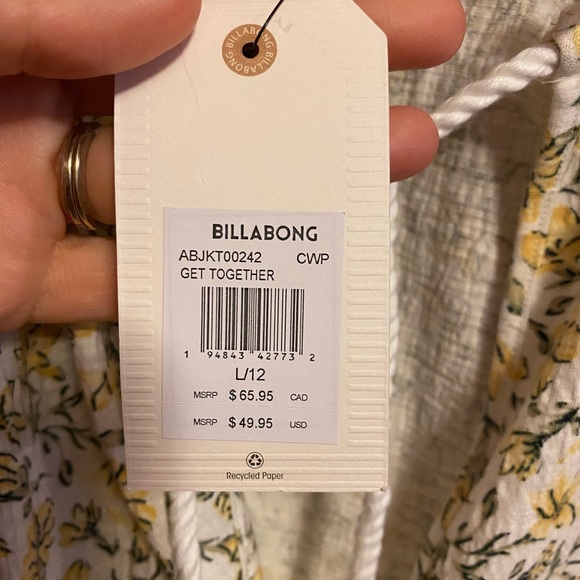 BILLABONG BILLABONG
BILLABONG
ABJKT00242 CWP
GET TOGETHER
1 94843 42773 2
L/12
MSRP $ 65.95 CAD
MSRP $ 49.95 USD
Recycled Paper